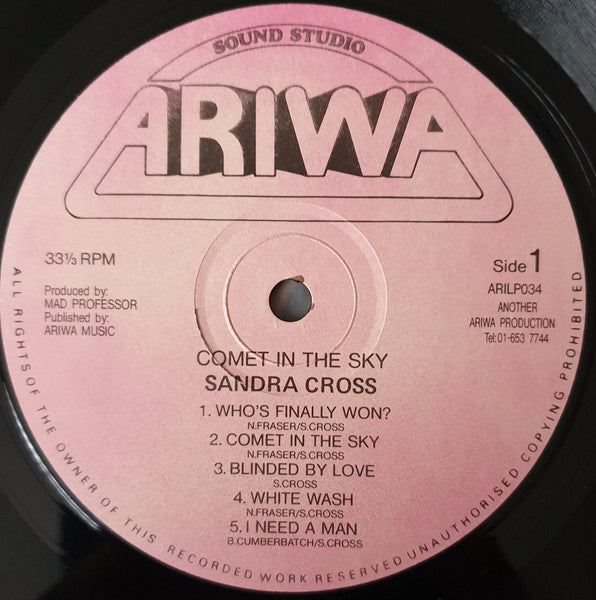 SOUND STUDIO
ARIWA
33⅓ RPM
Side 1
Produced by:
MAD PROFESSOR
Published by:
ARIWA MUSIC
ARILP034
ANOTHER
ARIWA PRODUCTION
Tel:01-653 7744
COMET IN THE SKY
SANDRA CROSS
1. WHO'S FINALLY WON?
N.FRASER/S.CROSS
2. COMET IN THE SKY
N.FRASER/S.CROSS
3. BLINDED BY LOVE
S.CROSS
4. WHITE WASH
N.FRASER/S.CROSS
5. I NEED A MAN
B.CUMBERBATCH/S.CROSS
ALL RIGHTS OF THE OWNER OF THIS RECORDED WORK RESERVED UNAUTHORISED COPYING PROHIBITED